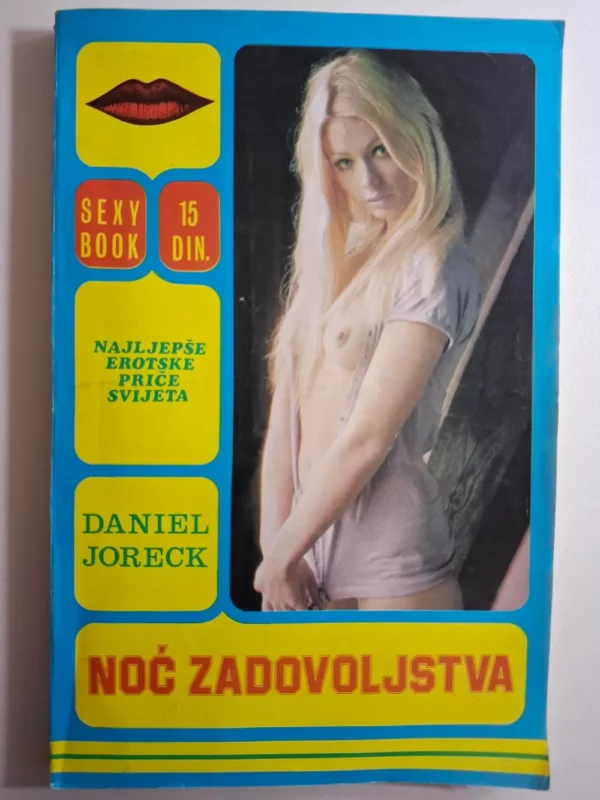 SEXY
BOOK
15
DIN.
NAJLJEPŠE
EROTSKE
PRIČE
SVIJETA
DANIEL
JORECK
NOĆ ZADOVOLJSTVA